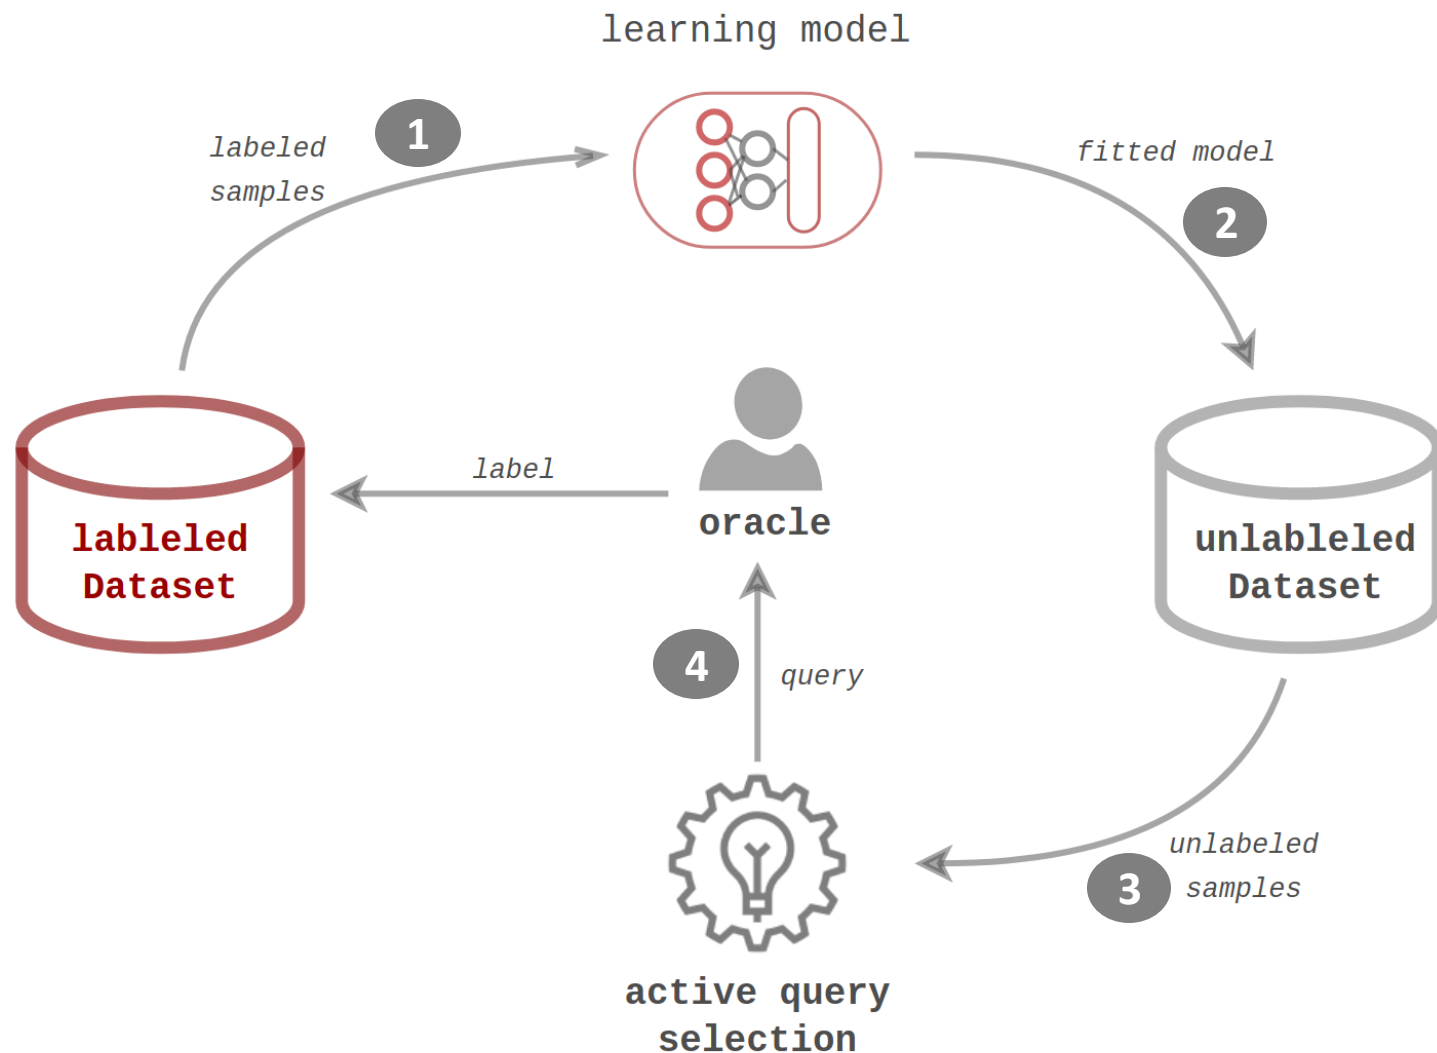 learning model
1
labeled
samples
fitted model
2
label
oracle
lableled
Dataset
unlableled
Dataset
4
query
unlabeled
3
samples
active query
selection